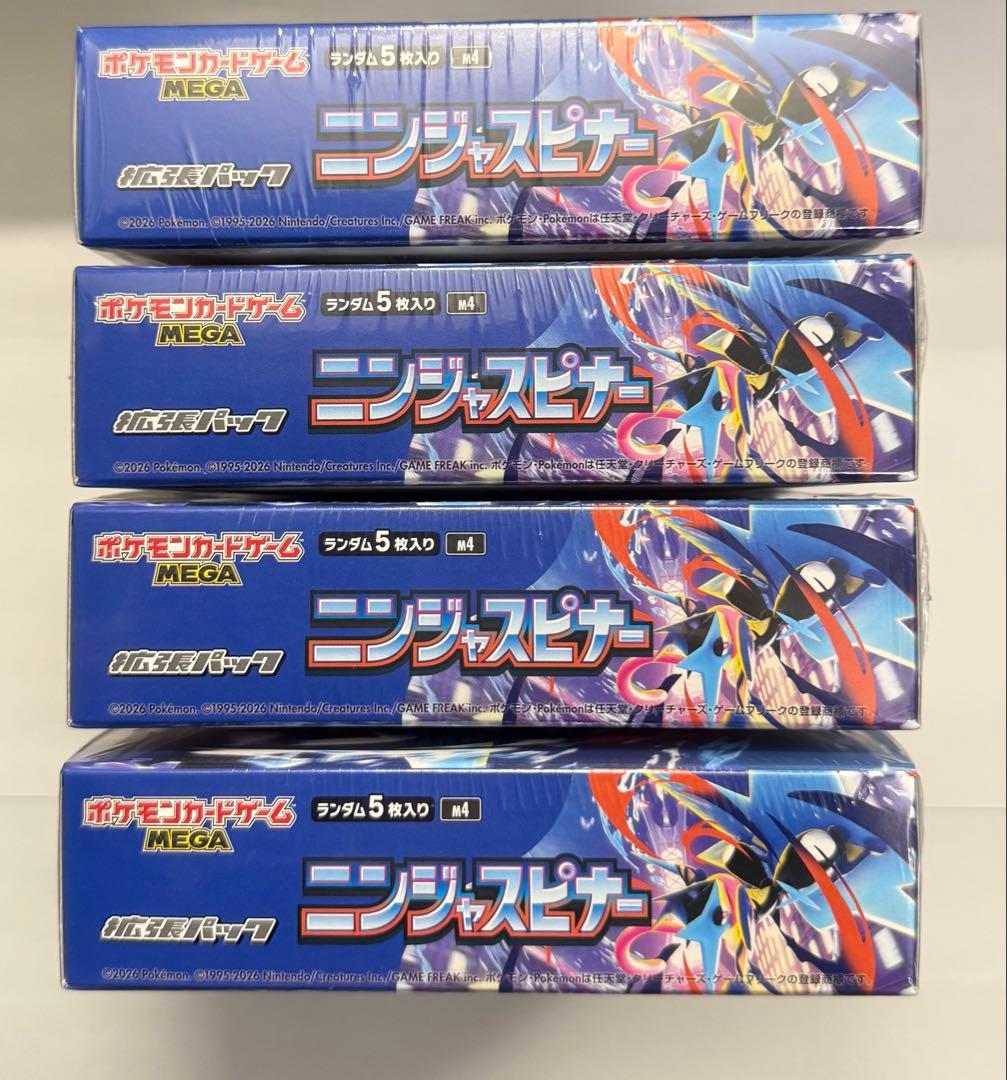 ポケモンカードゲーム
MEGA
ランダム5枚入り M4
ニンジャスピナー
拡張パック
©2026 Pokémon. ©1995-2026 Nintendo/Creatures Inc./GAME FREAK inc. ポケモン・Pokémonは任天堂・クリーチャーズ・ゲームフリークの登録商標です。
ポケモンカードゲーム
MEGA
ランダム5枚入り M4
ニンジャスピナー
拡張パック
©2026 Pokémon. ©1995-2026 Nintendo/Creatures Inc./GAME FREAK inc. ポケモン・Pokémonは任天堂・クリーチャーズ・ゲームフリークの登録商標です。
ポケモンカードゲーム
MEGA
ランダム5枚入り M4
ニンジャスピナー
拡張パック
©2026 Pokémon. ©1995-2026 Nintendo/Creatures Inc./GAME FREAK inc. ポケモン・Pokémonは任天堂・クリーチャーズ・ゲームフリークの登録商標です。
ポケモンカードゲーム
MEGA
ランダム5枚入り M4
ニンジャスピナー
拡張パック
©2026 Pokémon. ©1995-2026 Nintendo/Creatures Inc./GAME FREAK inc. ポケモン・Pokémonは任天堂・クリーチャーズ・ゲームフリークの登録商標です。